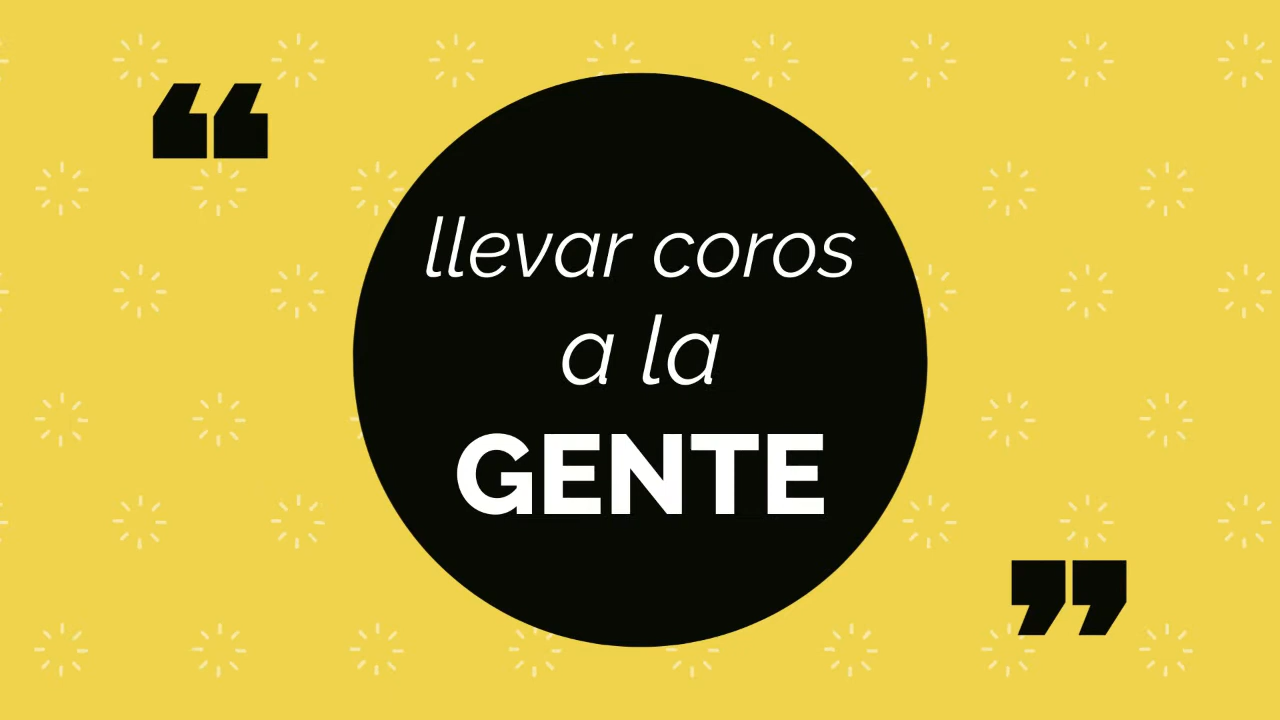 “
llevar coros
a la
GENTE
”